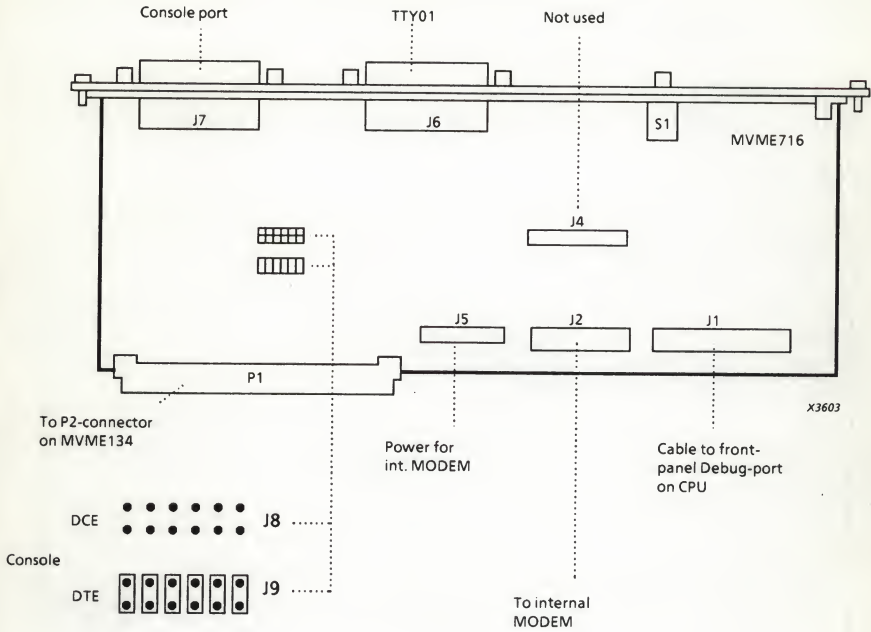 Console port
TTY01
Not used
J7
J6
S1
MVME716
J4
J5
J2
J1
P1
X3603
To P2-connector
on MVME134
Power for
int. MODEM
Cable to front-
panel Debug-port
on CPU
DCE
J8
Console
DTE
J9
To internal
MODEM